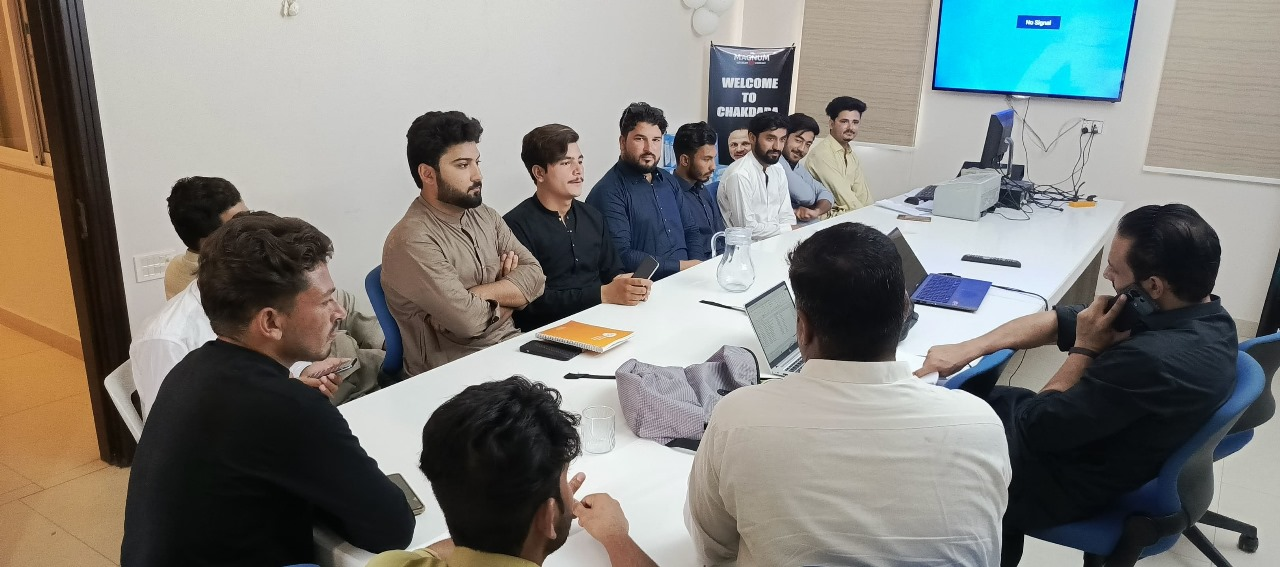 No Signal
MAGNUM
WELCOME
TO
CHAKDARA